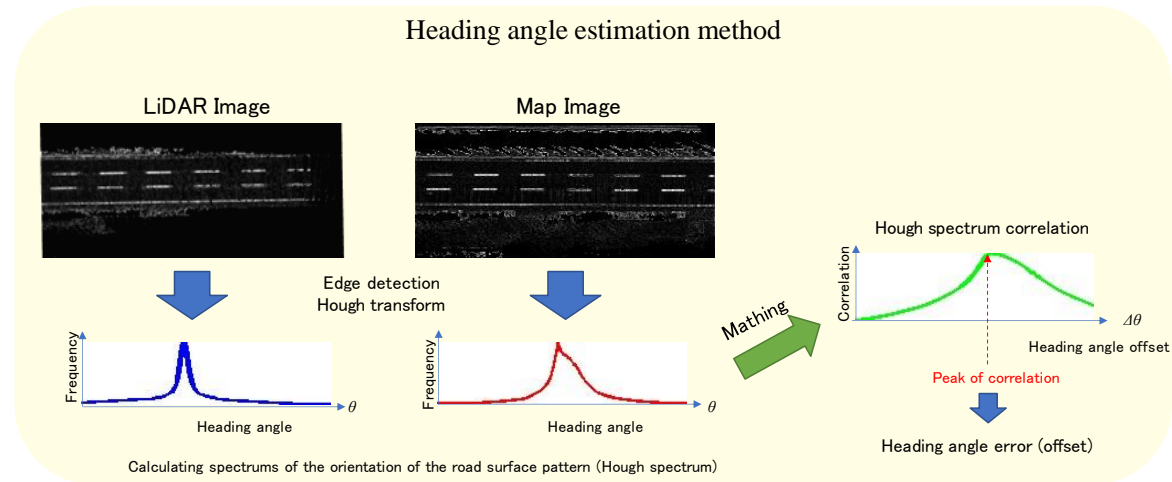 Heading angle estimation method
LiDAR Image
Map Image
Edge detection
Hough transform
Frequency
θ
Heading angle
Frequency
θ
Heading angle
Calculating spectrums of the orientation of the road surface pattern (Hough spectrum)
Mathing
Hough spectrum correlation
Correlation
Δθ
Heading angle offset
Peak of correlation
Heading angle error (offset)